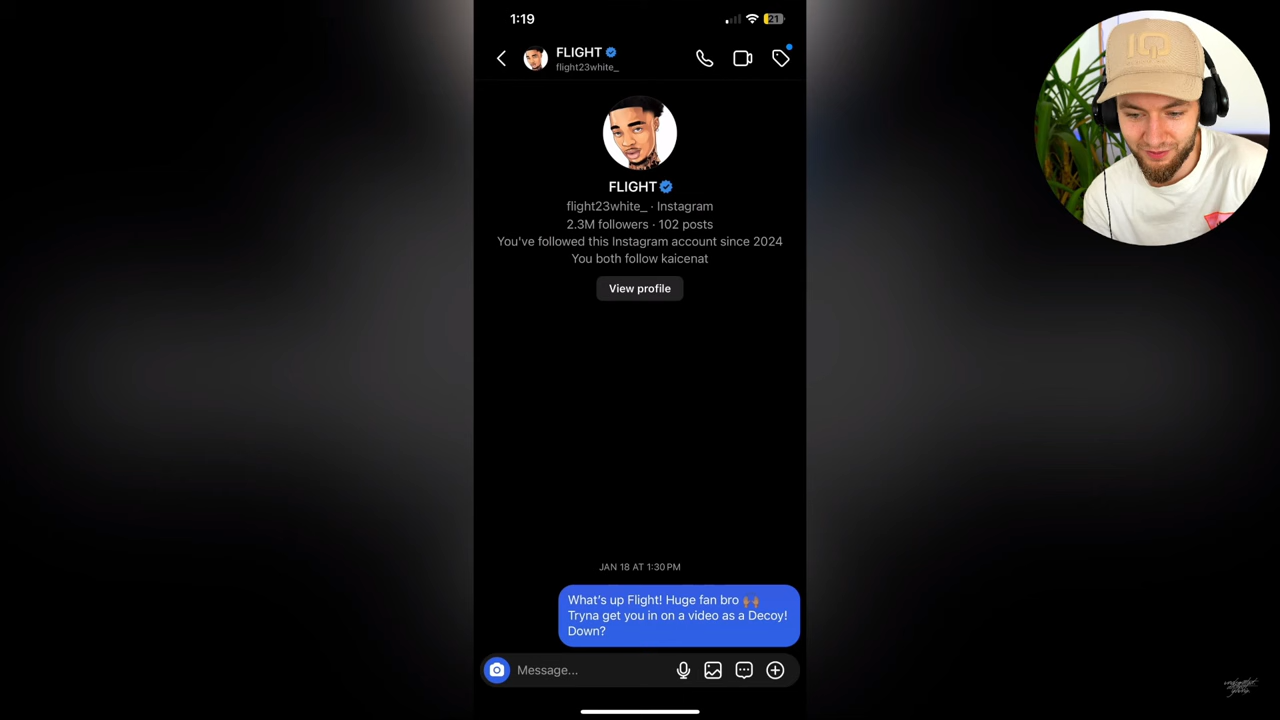 1:19
21
FLIGHT
flight23white_
IQ
FLIGHT
flight23white_ · Instagram
2.3M followers · 102 posts
You've followed this Instagram account since 2024
You both follow kaicenat
View profile
JAN 18 AT 1:30 PM
What's up Flight! Huge fan bro 🙌🏾
Tryna get you in on a video as a Decoy!
Down?
Message...